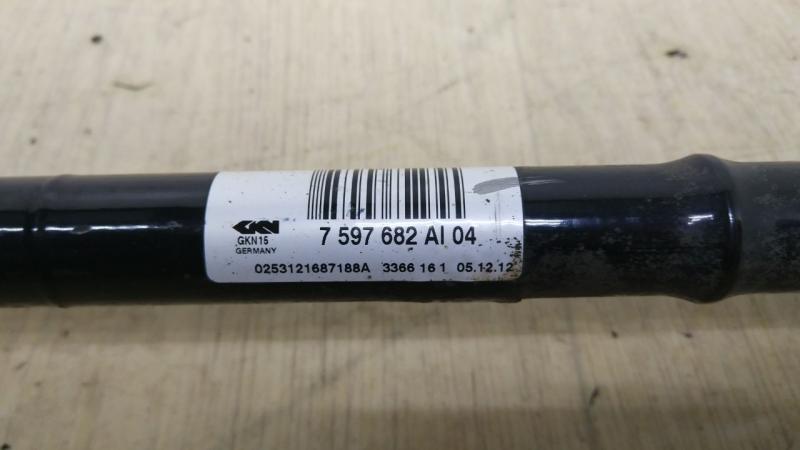 GKN
7 597 682 AI 04
GKN15
GERMANY
0253121687188A 3366 16 1 05.12.12